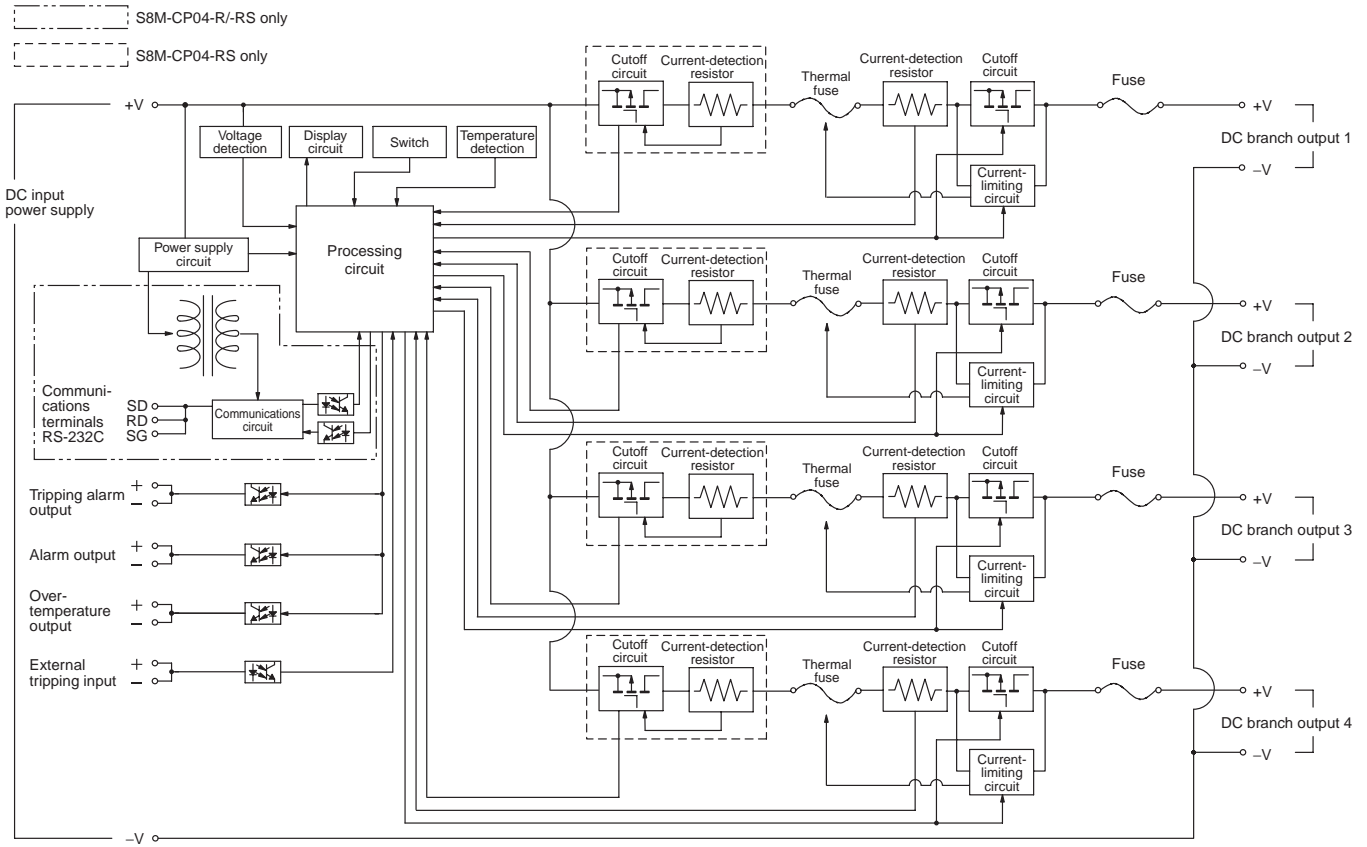 S8M-CP04-R/-RS only
S8M-CP04-RS only
Cutoff circuit
Current-detection resistor
Thermal fuse
Current-detection resistor
Cutoff circuit
Fuse
+V
+V
DC branch output 1
−V
Current-limiting circuit
Voltage detection
Display circuit
Switch
Temperature detection
DC input power supply
Processing circuit
Power supply circuit
Cutoff circuit
Current-detection resistor
Thermal fuse
Current-detection resistor
Cutoff circuit
Fuse
+V
DC branch output 2
−V
Current-limiting circuit
Communi-cations terminals RS-232C
SD
RD
SG
Communications circuit
Cutoff circuit
Current-detection resistor
Thermal fuse
Current-detection resistor
Cutoff circuit
Fuse
+V
DC branch output 3
−V
Current-limiting circuit
Tripping alarm output
+
−
Alarm output
+
−
Over-temperature output
+
−
External tripping input
+
−
Cutoff circuit
Current-detection resistor
Thermal fuse
Current-detection resistor
Cutoff circuit
Fuse
+V
DC branch output 4
−V
Current-limiting circuit
−V